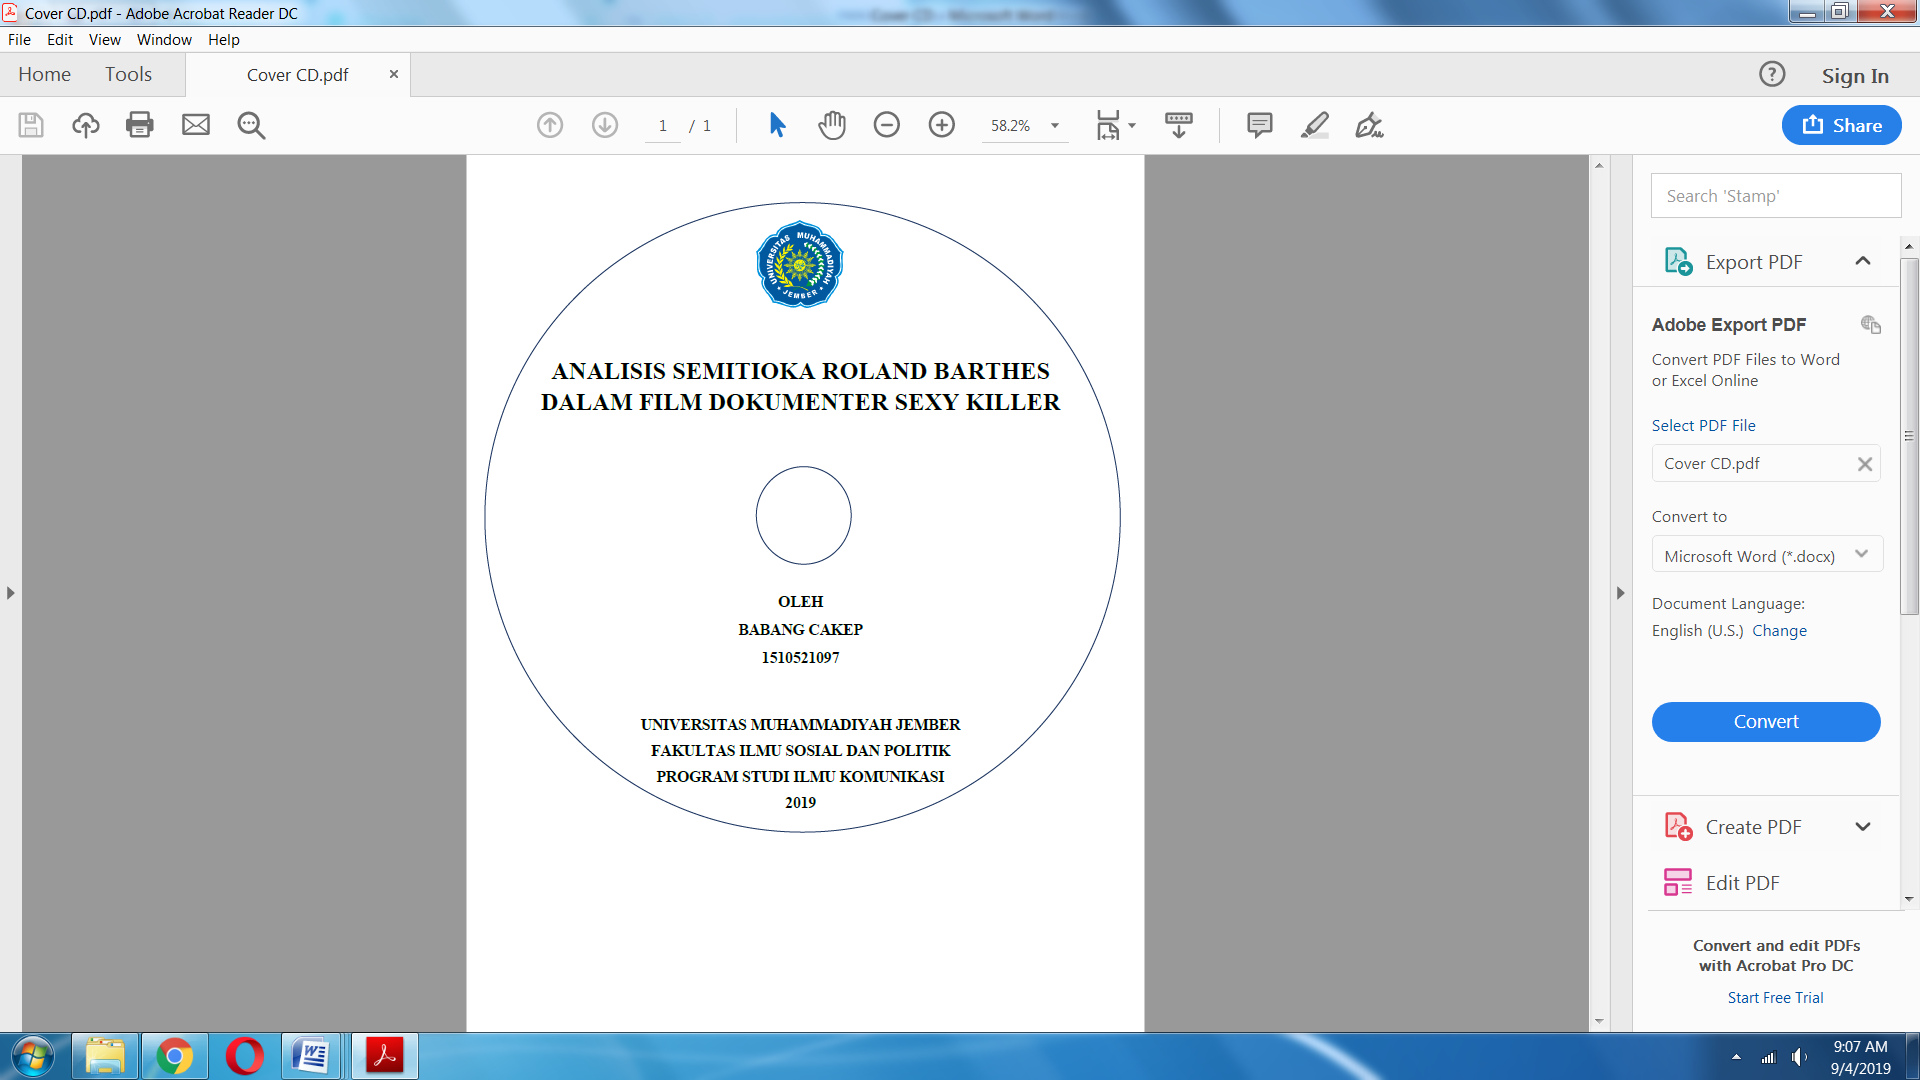 Cover CD.pdf - Adobe Acrobat Reader DC
File Edit View Window Help
Home Tools Cover CD.pdf × ? Sign In
1 / 1 58.2% Share
UNIVERSITAS MUHAMMADIYAH
JEMBER
ANALISIS SEMITIOKA ROLAND BARTHES
DALAM FILM DOKUMENTER SEXY KILLER
OLEH
BABANG CAKEP
1510521097
UNIVERSITAS MUHAMMADIYAH JEMBER
FAKULTAS ILMU SOSIAL DAN POLITIK
PROGRAM STUDI ILMU KOMUNIKASI
2019
Search 'Stamp'
Export PDF
Adobe Export PDF
Convert PDF Files to Word
or Excel Online
Select PDF File
Cover CD.pdf
Convert to
Microsoft Word (*.docx)
Document Language:
English (U.S.) Change
Convert
Create PDF
Edit PDF
Convert and edit PDFs
with Acrobat Pro DC
Start Free Trial
9:07 AM
9/4/2019